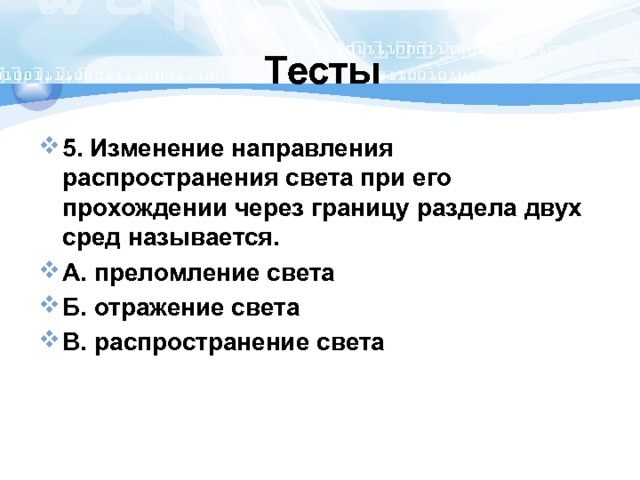 Тесты
5. Изменение направления
распространения света при его
прохождении через границу раздела двух
сред называется.
А. преломление света
Б. отражение света
В. распространение света